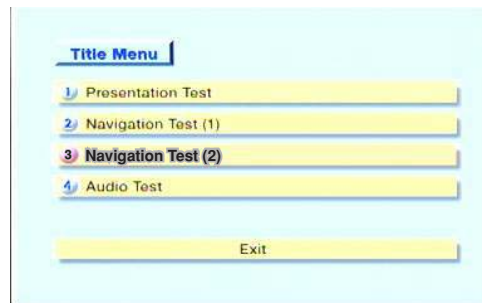 Title Menu
1 Presentation Test
2 Navigation Test (1)
3 Navigation Test (2)
4 Audio Test
Exit